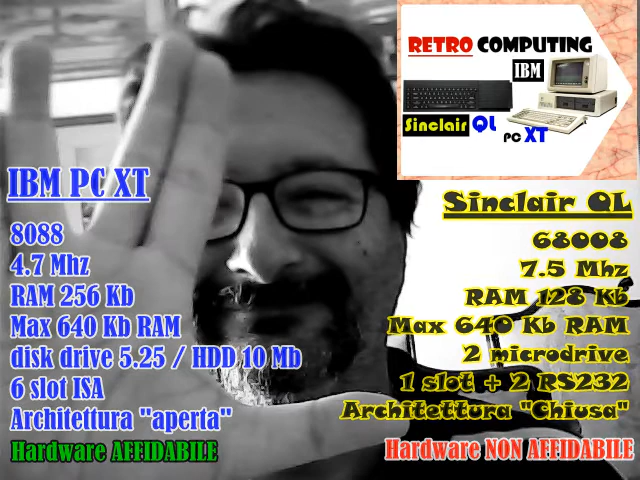 RETRO COMPUTING
IBM
Sinclair QL
PC XT
IBM PC XT
8088
4.7 Mhz
RAM 256 Kb
Max 640 Kb RAM
disk drive 5.25 / HDD 10 Mb
6 slot ISA
Architettura "aperta"
Hardware AFFIDABILE
Sinclair QL
68008
7.5 Mhz
RAM 128 Kb
Max 640 Kb RAM
2 microdrive
1 slot + 2 RS232
Architettura "Chiusa"
Hardware NON AFFIDABILE